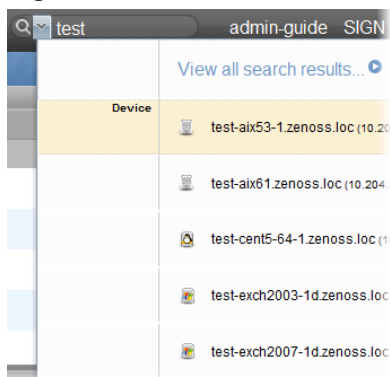 test admin-guide SIGN
View all search results...
Device
test-aix53-1.zenoss.loc (10.20
test-aix61.zenoss.loc (10.204.
test-cent5-64-1.zenoss.loc (1
test-exch2003-1d.zenoss.loc
test-exch2007-1d.zenoss.loc